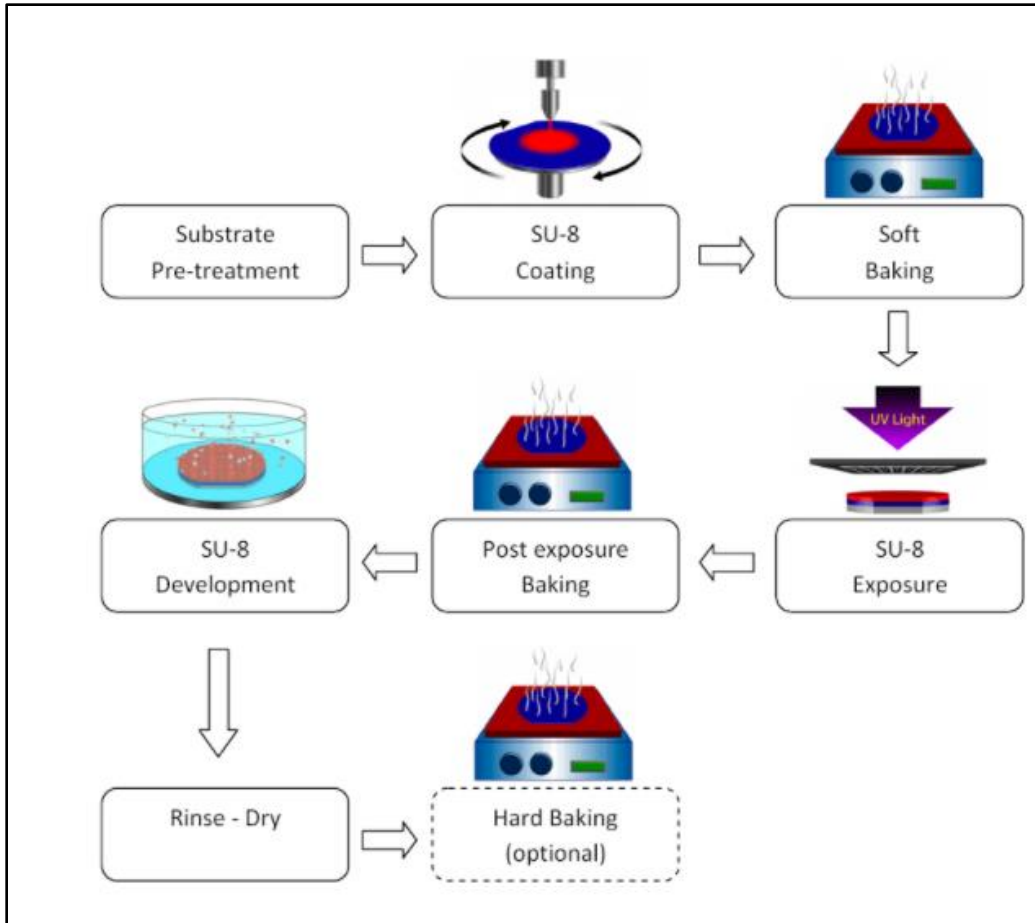 Substrate
Pre-treatment
SU-8
Coating
Soft
Baking
UV Light
SU-8
Exposure
Post exposure
Baking
SU-8
Development
Rinse - Dry
Hard Baking
(optional)